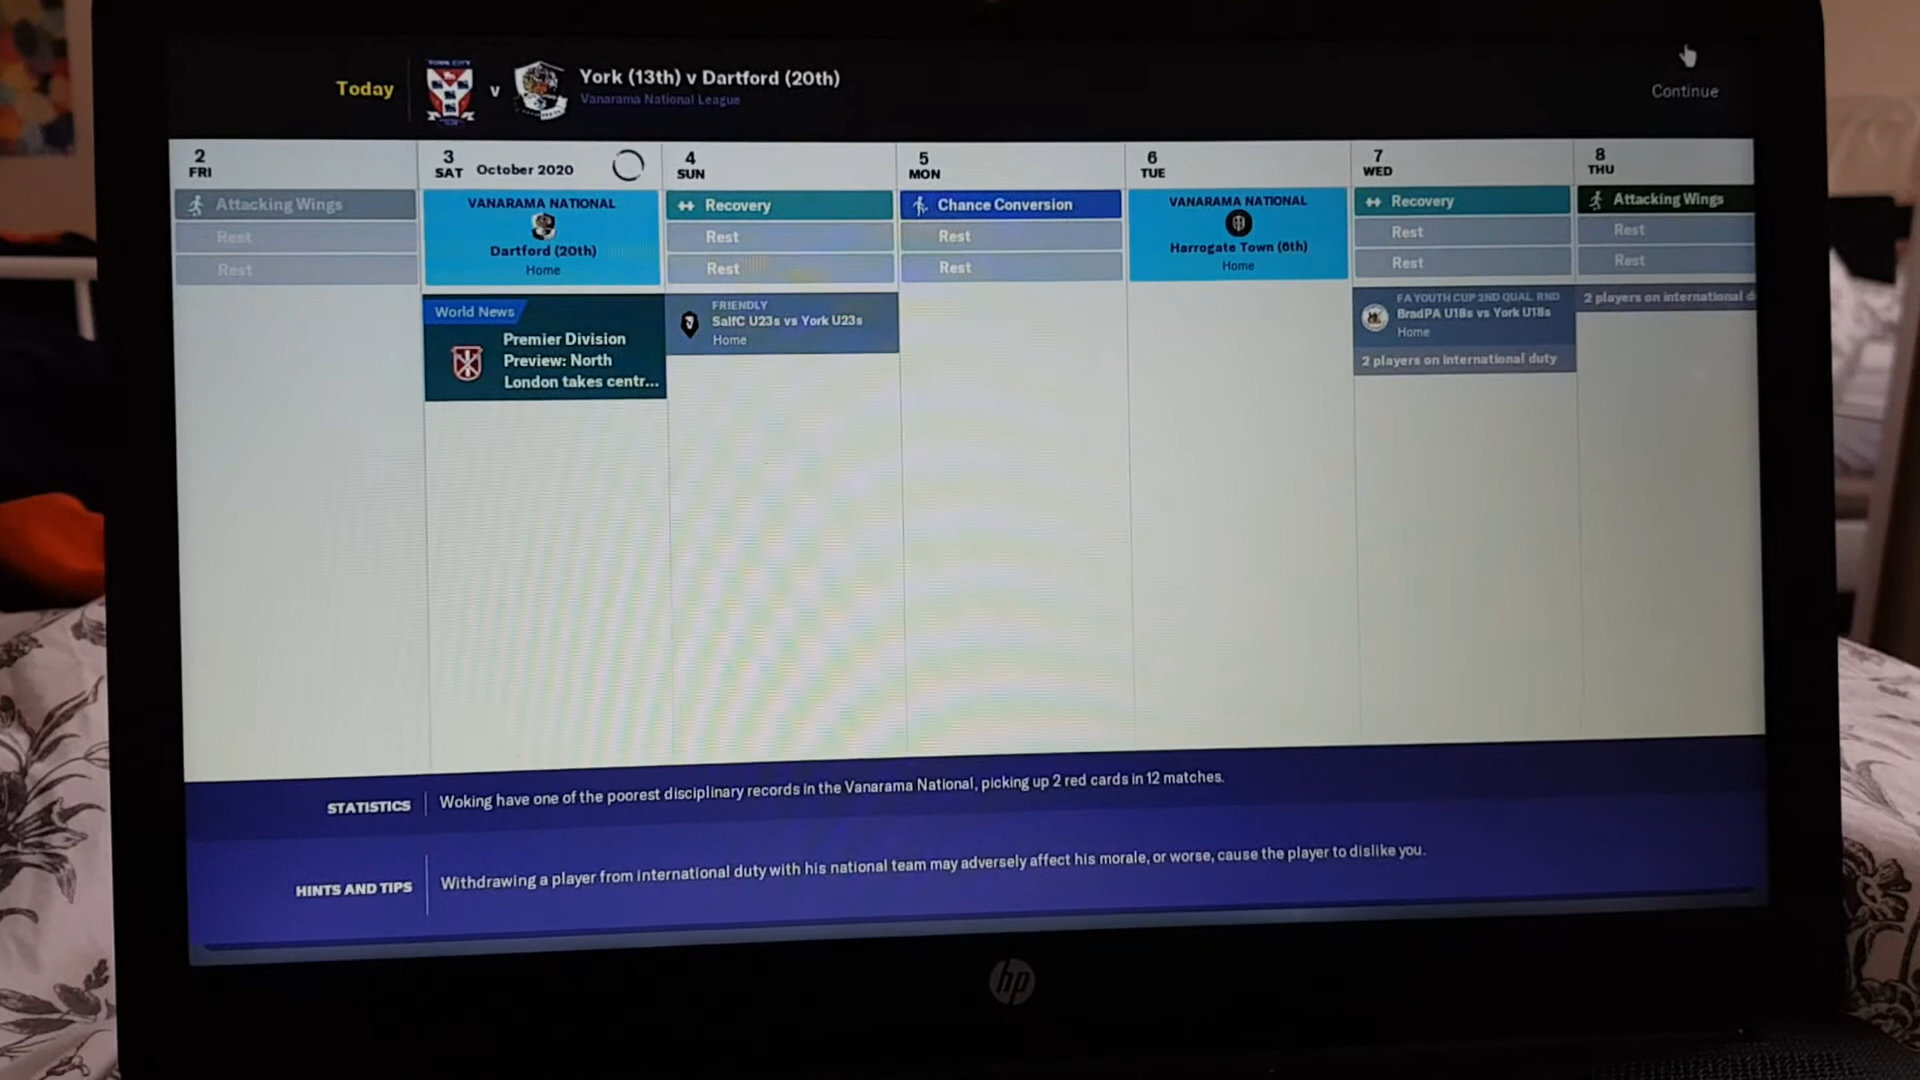 Today
YORK CITY
v
York (13th) v Dartford (20th)
Vanarama National League
Continue
2
FRI
Attacking Wings
Rest
Rest
3
SAT October 2020
VANARAMA NATIONAL
Dartford (20th)
Home
World News
Premier Division
Preview: North
London takes centr...
4
SUN
Recovery
Rest
Rest
FRIENDLY
SalfC U23s vs York U23s
Home
5
MON
Chance Conversion
Rest
Rest
6
TUE
VANARAMA NATIONAL
Harrogate Town (6th)
Home
7
WED
Recovery
Rest
Rest
FA YOUTH CUP 2ND QUAL. RND
BradPA U18s vs York U18s
Home
2 players on international duty
8
THU
Attacking Wings
Rest
Rest
2 players on international d
STATISTICS
Woking have one of the poorest disciplinary records in the Vanarama National, picking up 2 red cards in 12 matches.
HINTS AND TIPS
Withdrawing a player from international duty with his national team may adversely affect his morale, or worse, cause the player to dislike you.
hp